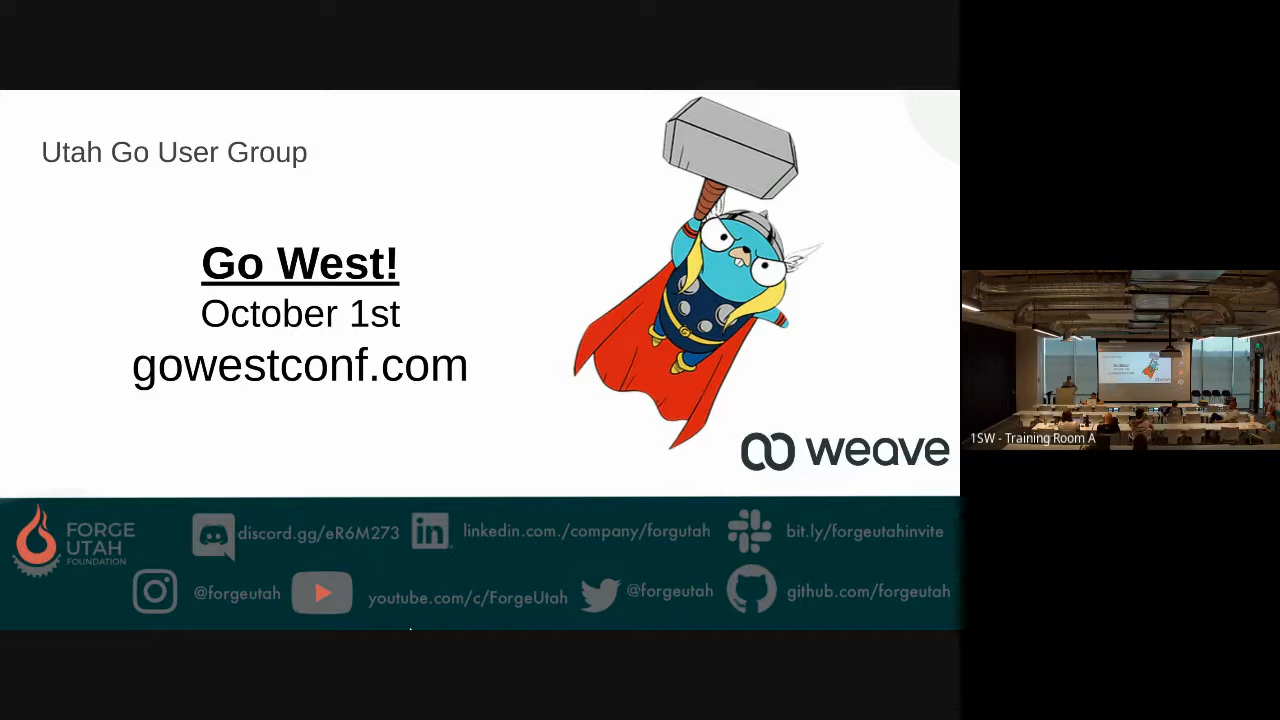 Utah Go User Group
Go West!
October 1st
gowestconf.com
weave
FORGE
UTAH
FOUNDATION
discord.gg/eR6M273
linkedin.com./company/forgutah
bit.ly/forgeutahinvite
@forgeutah
youtube.com/c/ForgeUtah
@forgeutah
github.com/forgeutah
1SW - Training Room A